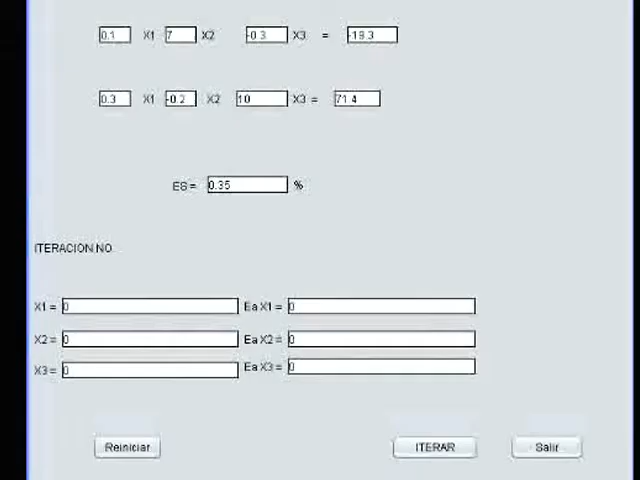 0.1 X1 7 X2 -0.3 X3 = -19.3
0.3 X1 -0.2 X2 10 X3 = 71.4
ES = 0.35 %
ITERACION NO
X1 = 0 Ea X1 = 0
X2 = 0 Ea X2 = 0
X3 = 0 Ea X3 = 0
Reiniciar ITERAR Salir